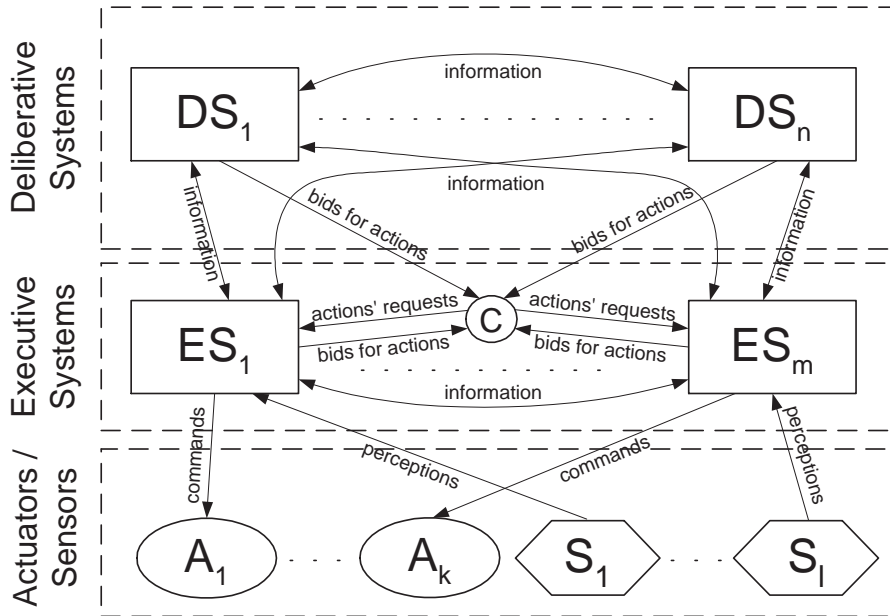 Deliberative
Systems
DS1
DSn
information
. . . . . . . . . . . . . . .
information
information
bids for actions
bids for actions
information
Executive
Systems
ES1
ESm
C
actions' requests
actions' requests
bids for actions
bids for actions
. . . . . . . . . . . .
information
commands
perceptions
commands
perceptions
Actuators /
Sensors
A1
. . . .
Ak
S1
. . . .
Sl